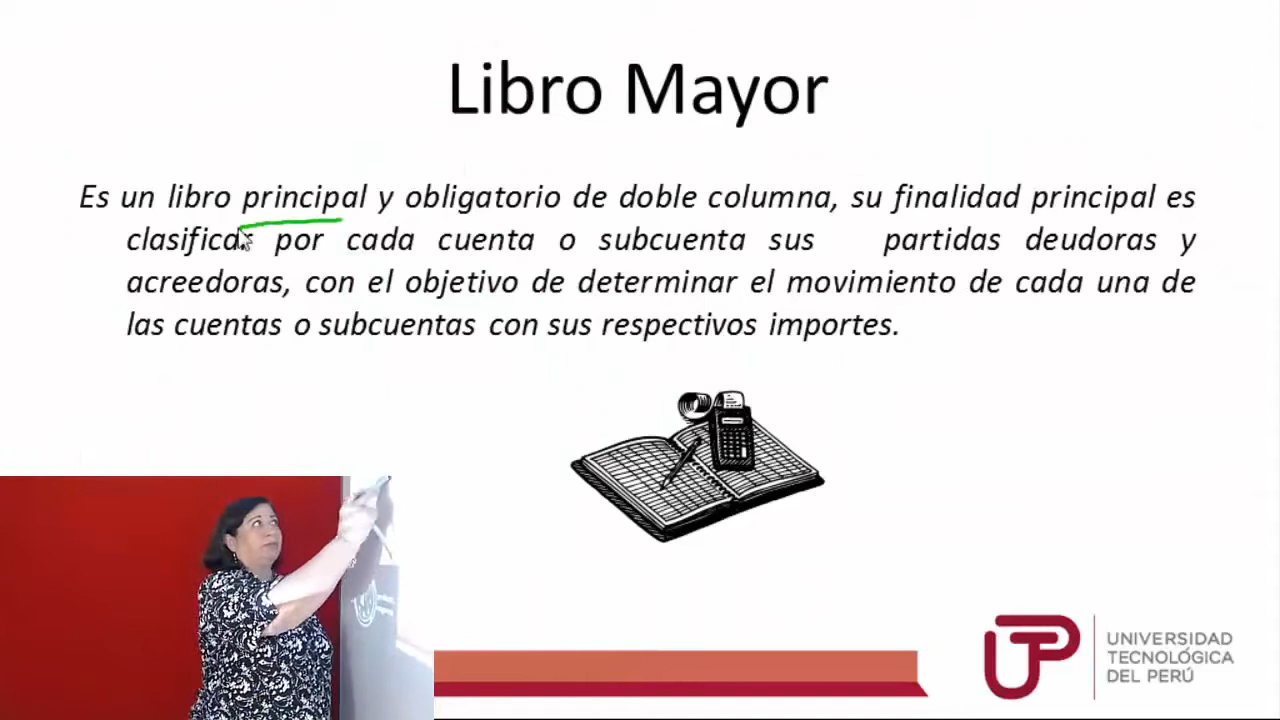 Libro Mayor
Es un libro principal y obligatorio de doble columna, su finalidad principal es
clasificar por cada cuenta o subcuenta sus partidas deudoras y
acreedoras, con el objetivo de determinar el movimiento de cada una de
las cuentas o subcuentas con sus respectivos importes.
UTP
UNIVERSIDAD
TECNOLÓGICA
DEL PERÚ